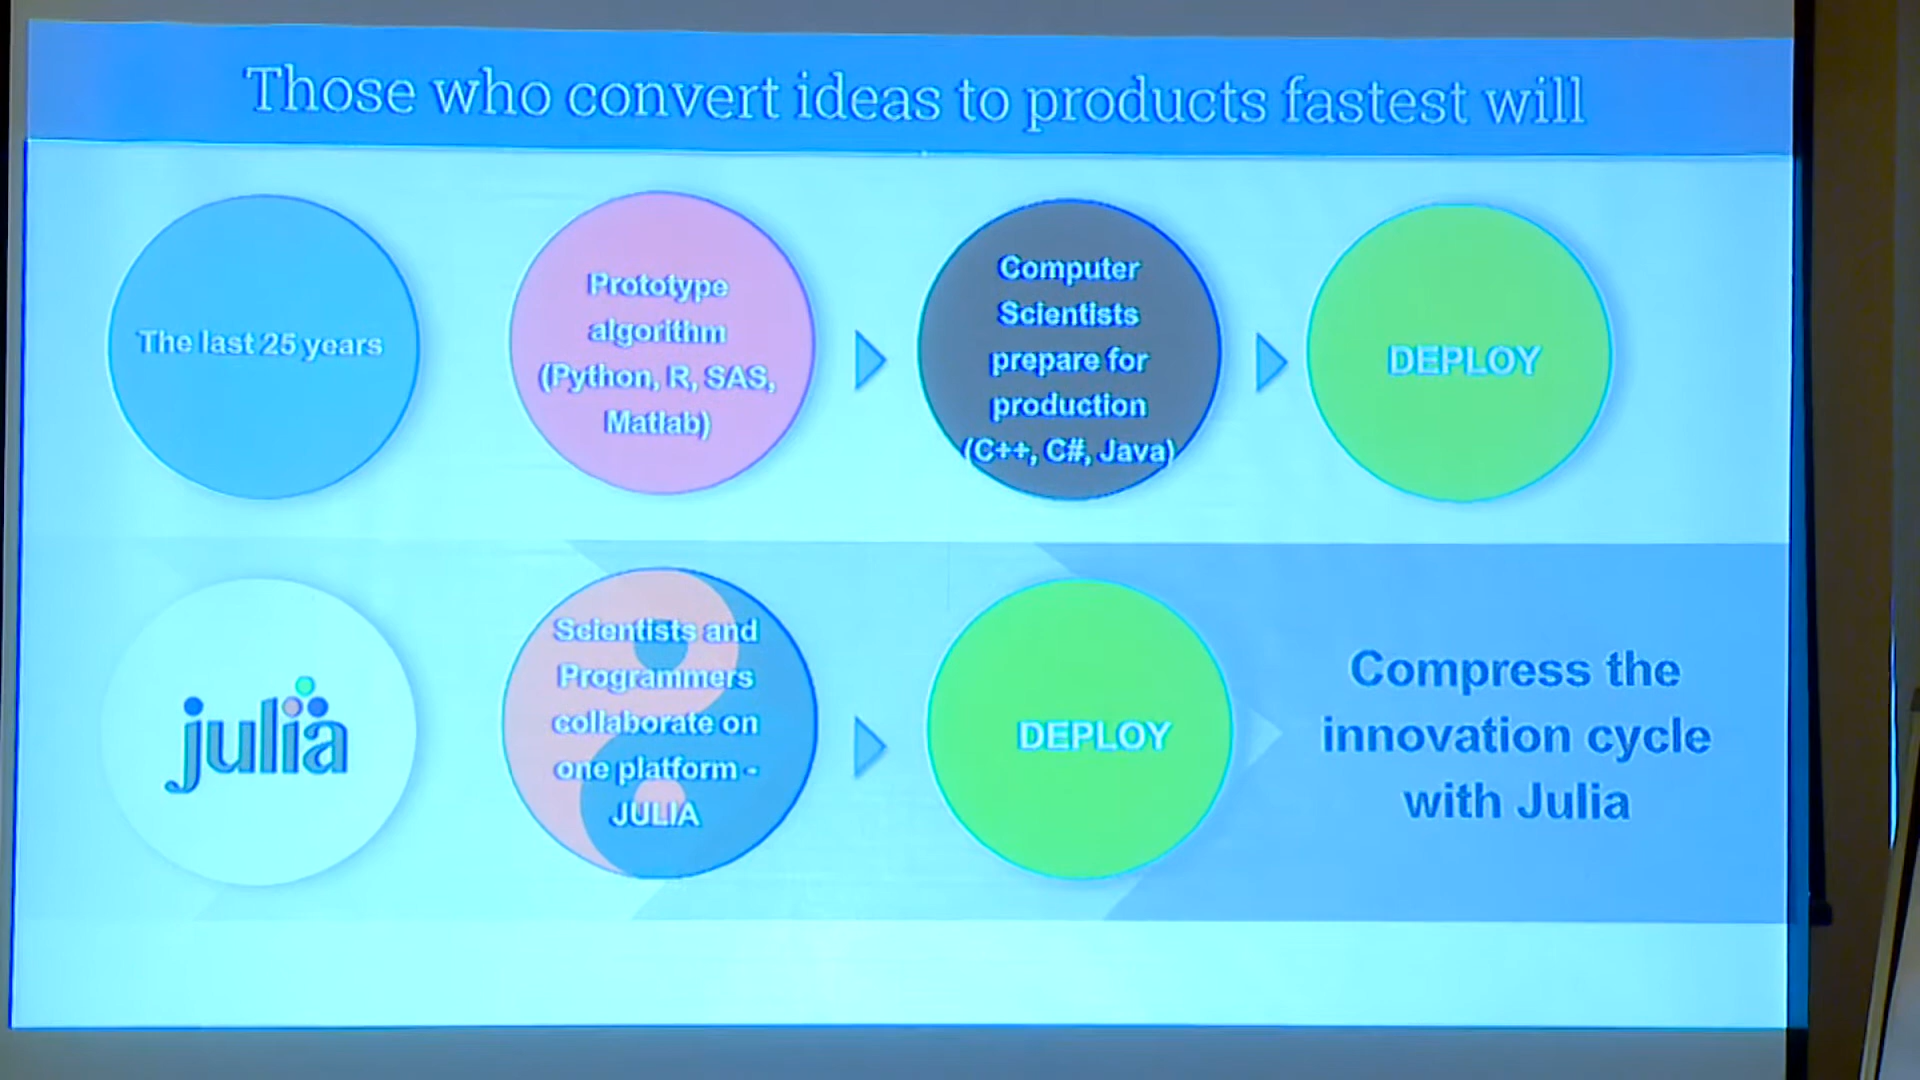 Those who convert ideas to products fastest will
The last 25 years
Prototype
algorithm
(Python, R, SAS,
Matlab)
Computer
Scientists
prepare for
production
(C++, C#, Java)
DEPLOY
julia
Scientists and
Programmers
collaborate on
one platform -
JULIA
DEPLOY
Compress the
innovation cycle
with Julia